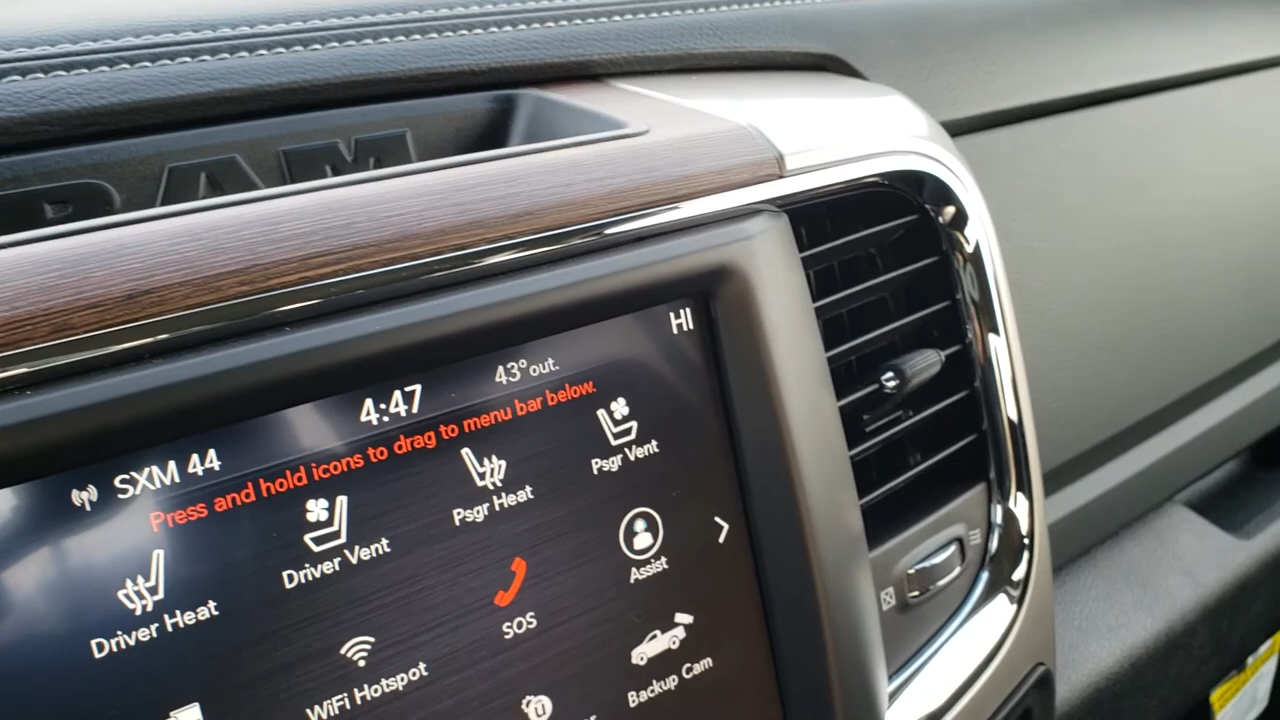 RAM
HI
4:47
43° out.
SXM 44
Press and hold icons to drag to menu bar below.
Driver Heat
Driver Vent
Psgr Heat
Psgr Vent
WiFi Hotspot
SOS
Assist
Backup Cam